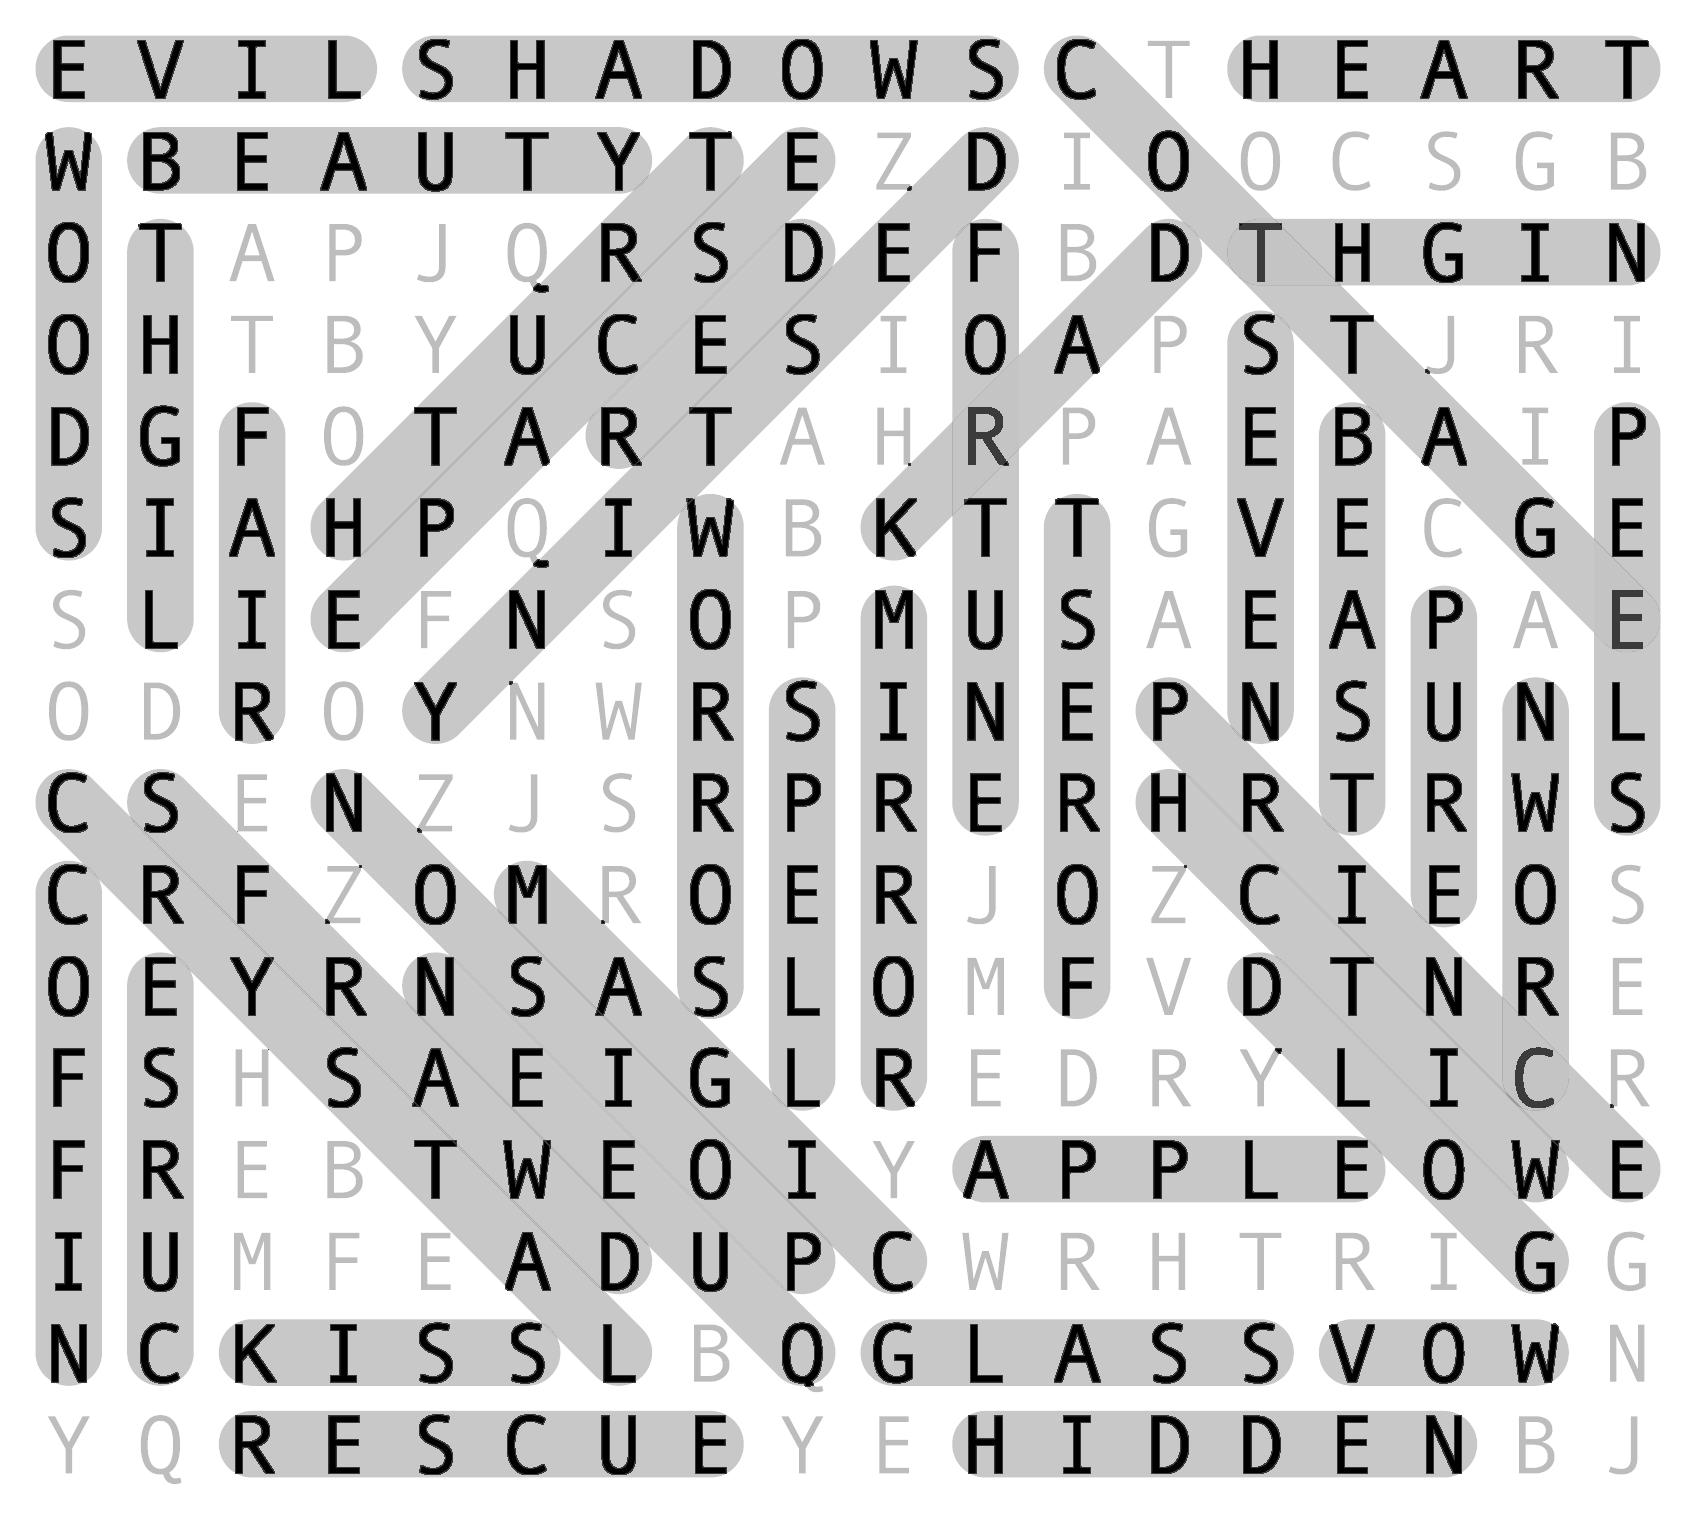 E V I L S H A D O W S C T H E A R T
W B E A U T Y T E Z D I O O C S G B
O T A P J Q R S D E F B D T H G I N
O H T B Y U C E S I O A P S T J R I
D G F O T A R T A H R P A E B A I P
S I A H P Q I W B K T T G V E C G E
S L I E F N S O P M U S A E A P A E
O D R O Y N W R S I N E P N S U N L
C S E N Z J S R P R E R H R T R W S
C R F Z O M R O E R J O Z C I E O S
O E Y R N S A S L O M F V D T N R E
F S H S A E I G L R E D R Y L I C R
F R E B T W E O I Y A P P L E O W E
I U M F E A D U P C W R H T R I G G
N C K I S S L B Q G L A S S V O W N
Y Q R E S C U E Y E H I D D E N B J